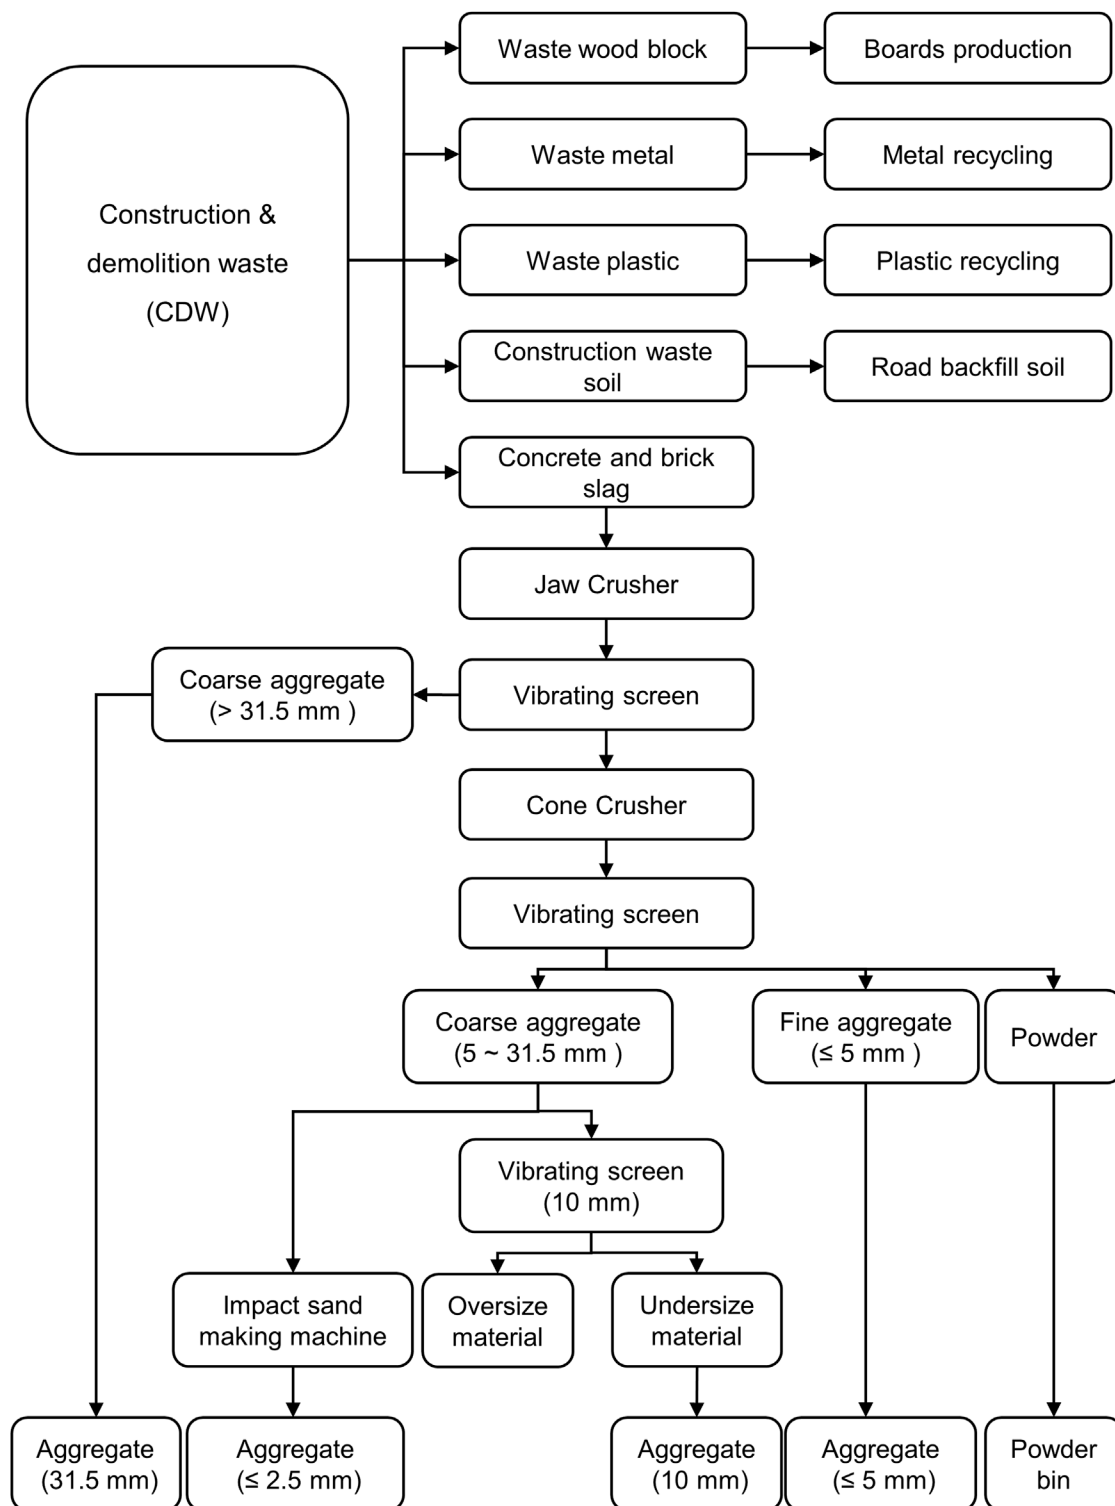 Waste wood block
Boards production
Waste metal
Metal recycling
Construction &
demolition waste
(CDW)
Waste plastic
Plastic recycling
Construction waste
soil
Road backfill soil
Concrete and brick
slag
Jaw Crusher
Coarse aggregate
(> 31.5 mm )
Vibrating screen
Cone Crusher
Vibrating screen
Coarse aggregate
(5 ~ 31.5 mm )
Fine aggregate
(≤ 5 mm )
Powder
Vibrating screen
(10 mm)
Impact sand
making machine
Oversize
material
Undersize
material
Aggregate
(31.5 mm)
Aggregate
(≤ 2.5 mm)
Aggregate
(10 mm)
Aggregate
(≤ 5 mm)
Powder
bin